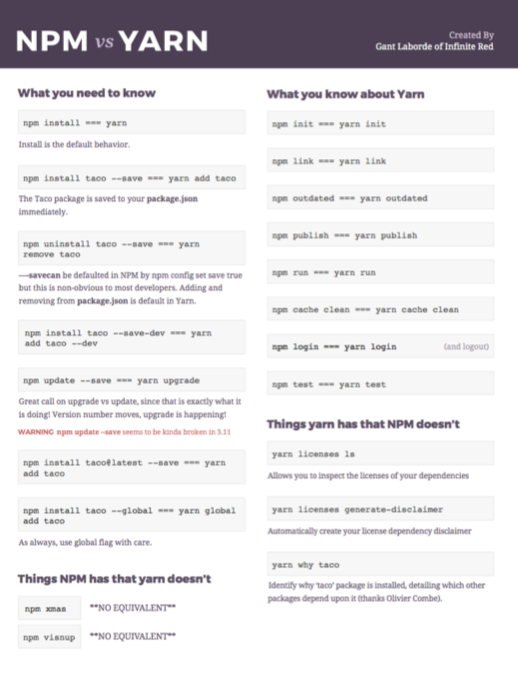 NPM vs YARN
Created By
Gant Laborde of Infinite Red
What you need to know
npm install === yarn
Install is the default behavior.
npm install taco --save === yarn add taco
The Taco package is saved to your package.json
immediately.
npm uninstall taco --save === yarn
remove taco
—-savecan be defaulted in NPM by npm config set save true
but this is non-obvious to most developers. Adding and
removing from package.json is default in Yarn.
npm install taco --save-dev === yarn
add taco --dev
npm update --save === yarn upgrade
Great call on upgrade vs update, since that is exactly what it
is doing! Version number moves, upgrade is happening!
WARNING npm update –save seems to be kinda broken in 3.11
npm install taco@latest --save === yarn
add taco
npm install taco --global === yarn global
add taco
As always, use global flag with care.
Things NPM has that yarn doesn't
npm xmas **NO EQUIVALENT**
npm visnup **NO EQUIVALENT**
What you know about Yarn
npm init === yarn init
npm link === yarn link
npm outdated === yarn outdated
npm publish === yarn publish
npm run === yarn run
npm cache clean === yarn cache clean
npm login === yarn login (and logout)
npm test === yarn test
Things yarn has that NPM doesn't
yarn licenses ls
Allows you to inspect the licenses of your dependencies
yarn licenses generate-disclaimer
Automatically create your license dependency disclaimer
yarn why taco
Identify why 'taco' package is installed, detailing which other
packages depend upon it (thanks Olivier Combe).